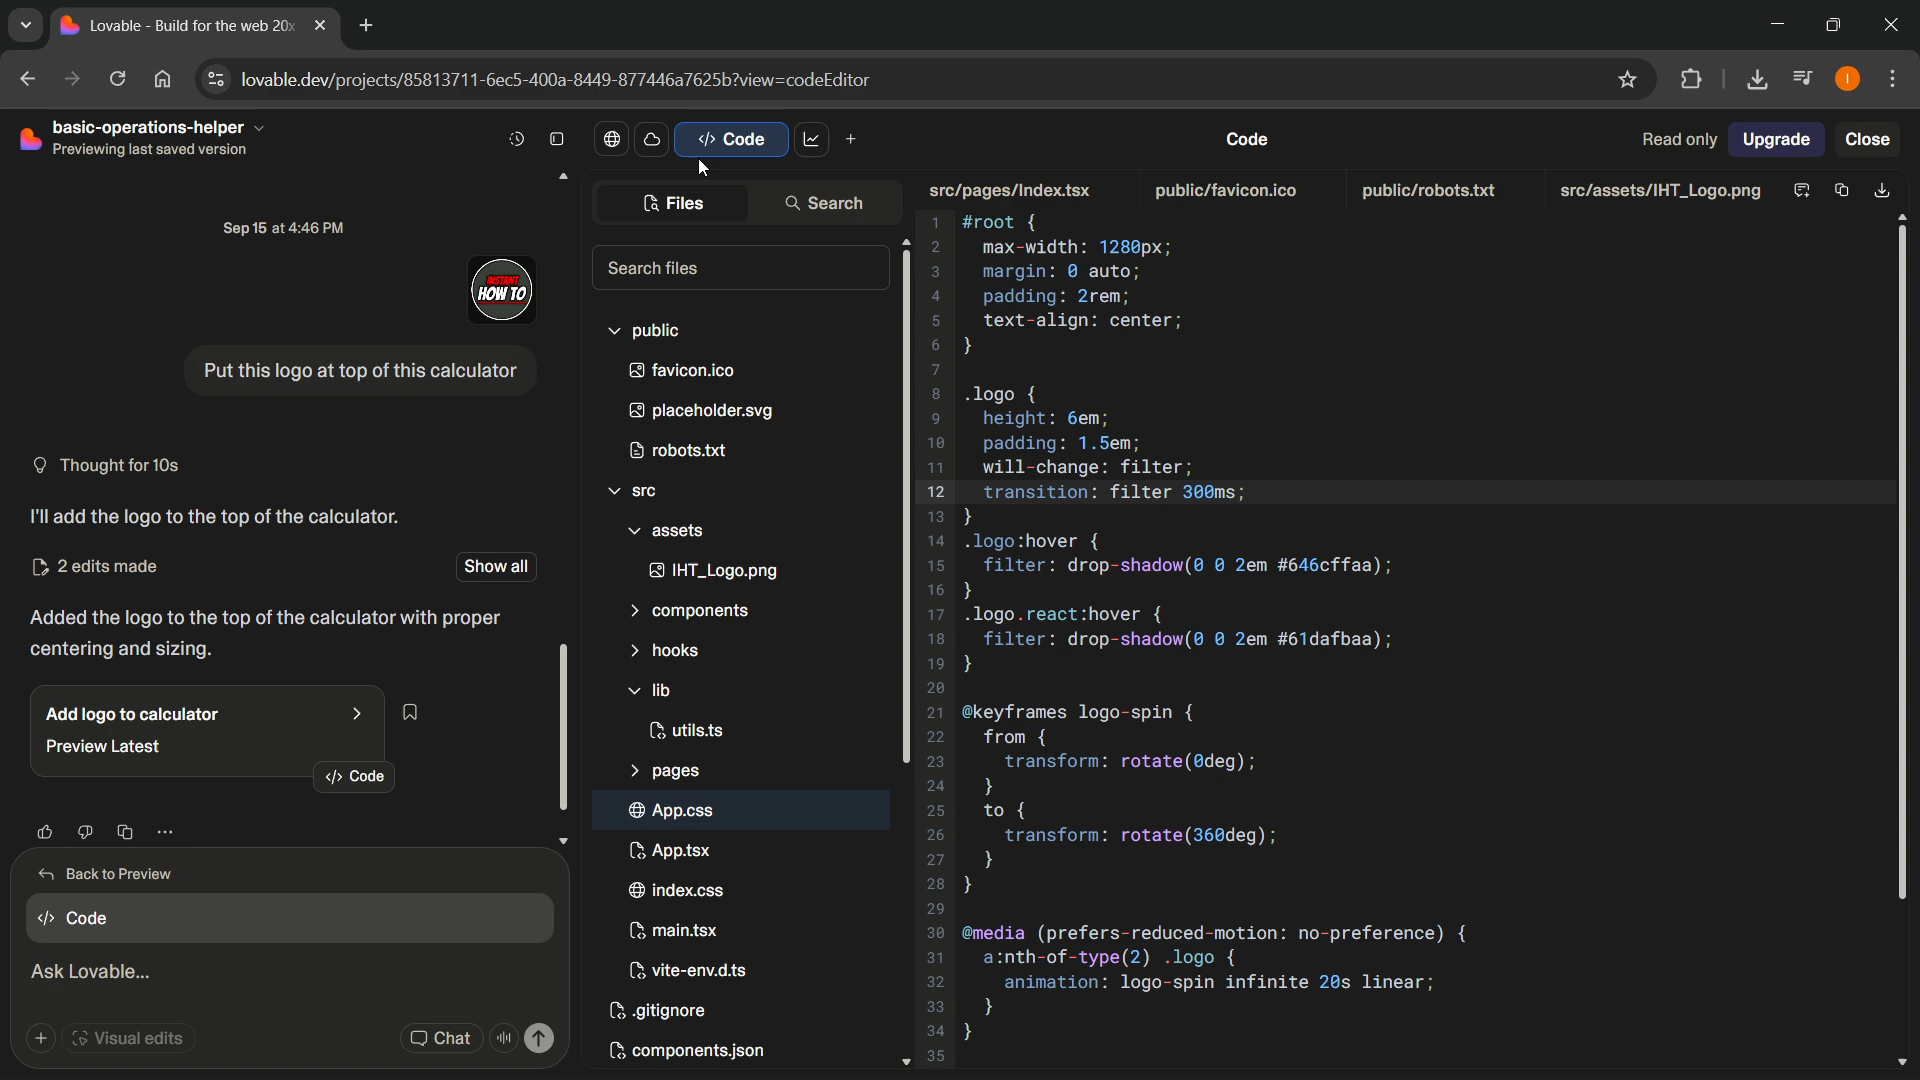 Lovable - Build for the web 20x
lovable.dev/projects/85813711-6ec5-400a-8449-877446a7625b?view=codeEditor
I
basic-operations-helper
Previewing last saved version
</> Code
Code
Read only
Upgrade
Close
Sep 15 at 4:46 PM
INSTANT
HOW TO
Put this logo at top of this calculator
Thought for 10s
I'll add the logo to the top of the calculator.
2 edits made
Show all
Added the logo to the top of the calculator with proper
centering and sizing.
Add logo to calculator
Preview Latest
</> Code
Back to Preview
</> Code
Ask Lovable...
Visual edits
Chat
Files
Search
Search files
public
favicon.ico
placeholder.svg
robots.txt
src
assets
IHT_Logo.png
components
hooks
lib
utils.ts
pages
App.css
App.tsx
index.css
main.tsx
vite-env.d.ts
.gitignore
components.json
src/pages/Index.tsx
public/favicon.ico
public/robots.txt
src/assets/IHT_Logo.png
1 #root {
2 max-width: 1280px;
3 margin: 0 auto;
4 padding: 2rem;
5 text-align: center;
6 }
7
8 .logo {
9 height: 6em;
10 padding: 1.5em;
11 will-change: filter;
12 transition: filter 300ms;
13 }
14 .logo:hover {
15 filter: drop-shadow(0 0 2em #646cffaa);
16 }
17 .logo.react:hover {
18 filter: drop-shadow(0 0 2em #61dafbaa);
19 }
20
21 @keyframes logo-spin {
22 from {
23 transform: rotate(0deg);
24 }
25 to {
26 transform: rotate(360deg);
27 }
28 }
29
30 @media (prefers-reduced-motion: no-preference) {
31 a:nth-of-type(2) .logo {
32 animation: logo-spin infinite 20s linear;
33 }
34 }
35